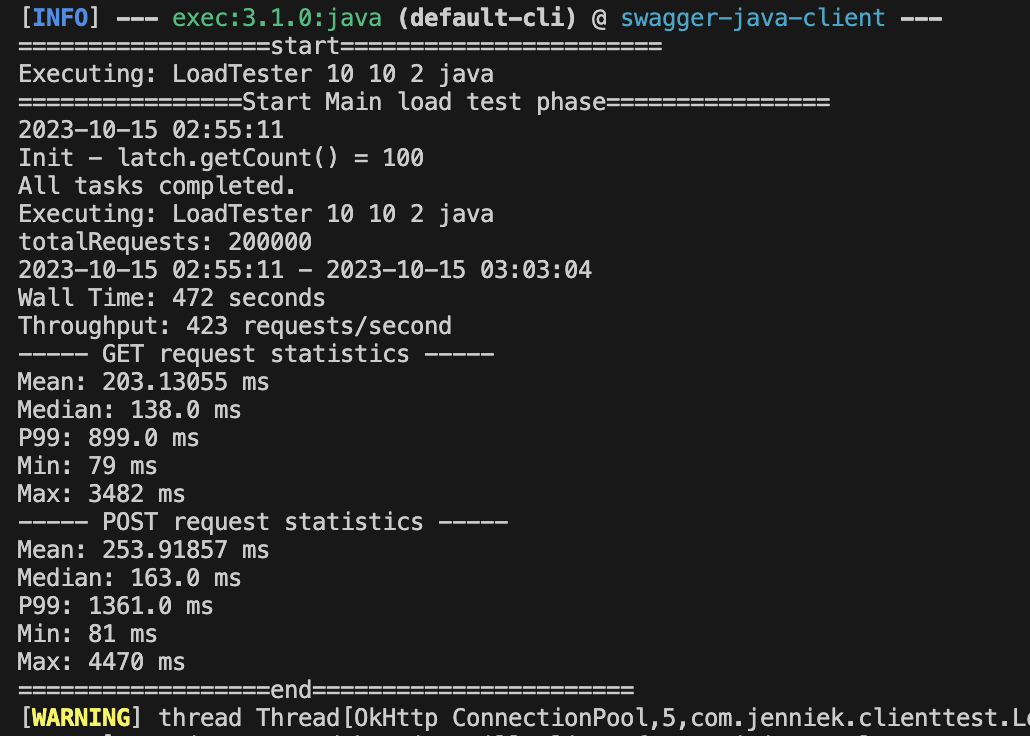 [INFO] --- exec:3.1.0:java (default-cli) @ swagger-java-client ---
==================start=======================
Executing: LoadTester 10 10 2 java
================Start Main load test phase================
2023-10-15 02:55:11
Init - latch.getCount() = 100
All tasks completed.
Executing: LoadTester 10 10 2 java
totalRequests: 200000
2023-10-15 02:55:11 - 2023-10-15 03:03:04
Wall Time: 472 seconds
Throughput: 423 requests/second
----- GET request statistics -----
Mean: 203.13055 ms
Median: 138.0 ms
P99: 899.0 ms
Min: 79 ms
Max: 3482 ms
----- POST request statistics -----
Mean: 253.91857 ms
Median: 163.0 ms
P99: 1361.0 ms
Min: 81 ms
Max: 4470 ms
==================end=======================
[WARNING] thread Thread[OkHttp ConnectionPool,5,com.jenniek.clienttest.Lo